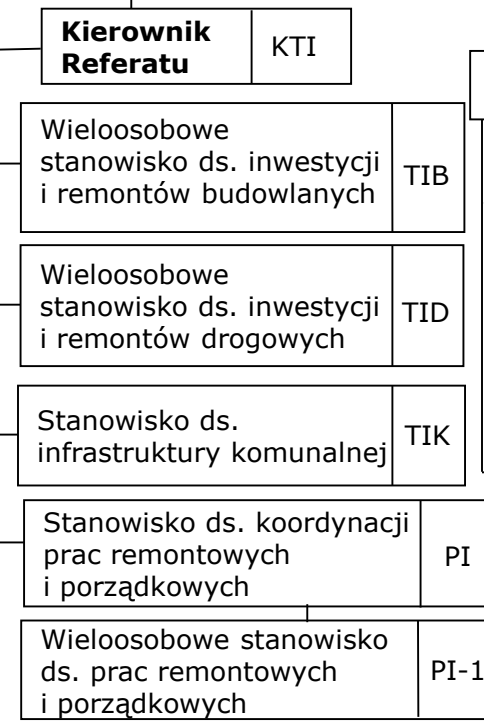 Kierownik
Referatu
KTI
Wieloosobowe
stanowisko ds. inwestycji
i remontów budowlanych
TIB
Wieloosobowe
stanowisko ds. inwestycji
i remontów drogowych
TID
Stanowisko ds.
infrastruktury komunalnej
TIK
Stanowisko ds. koordynacji
prac remontowych
i porządkowych
PI
Wieloosobowe stanowisko
ds. prac remontowych
i porządkowych
PI-1